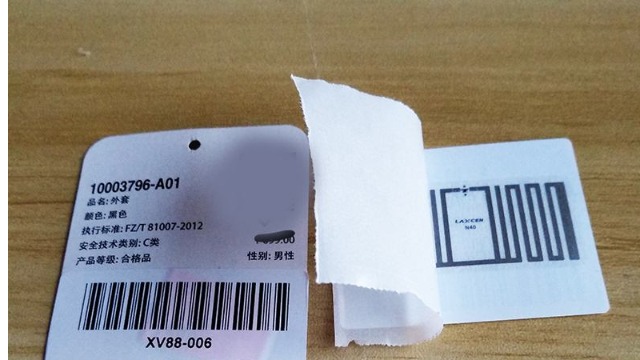 10003796-A01
品名: 外套
颜色: 黑色
执行标准: FZ/T 81007-2012
安全技术类别: C类
产品等级: 合格品
性别: 男性
XV88-006